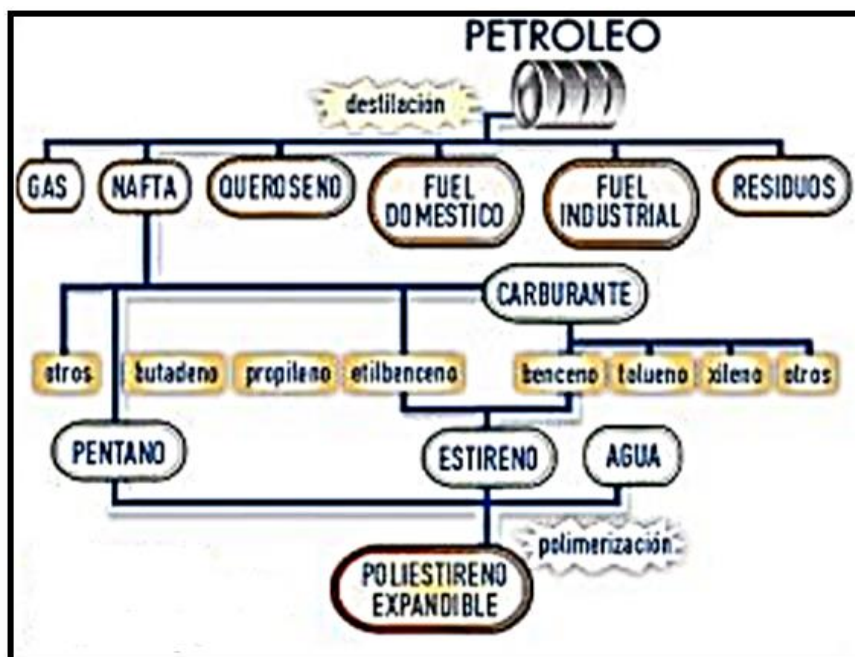 PETROLEO
destilación
GAS
NAFTA
QUEROSENO
FUEL
DOMESTICO
FUEL
INDUSTRIAL
RESIDUOS
CARBURANTE
otros
butadeno
propileno
etilbenceno
benceno
tolueno
xileno
otros
PENTANO
ESTIRENO
AGUA
polimerización
POLIESTIRENO
EXPANDIBLE